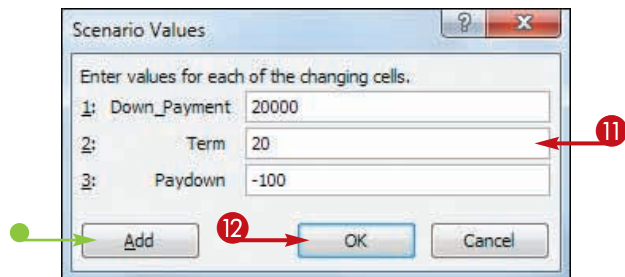 Scenario Values
Enter values for each of the changing cells.
1: Down_Payment 20000
2: Term 20
3: Paydown -100
11
12
Add OK Cancel